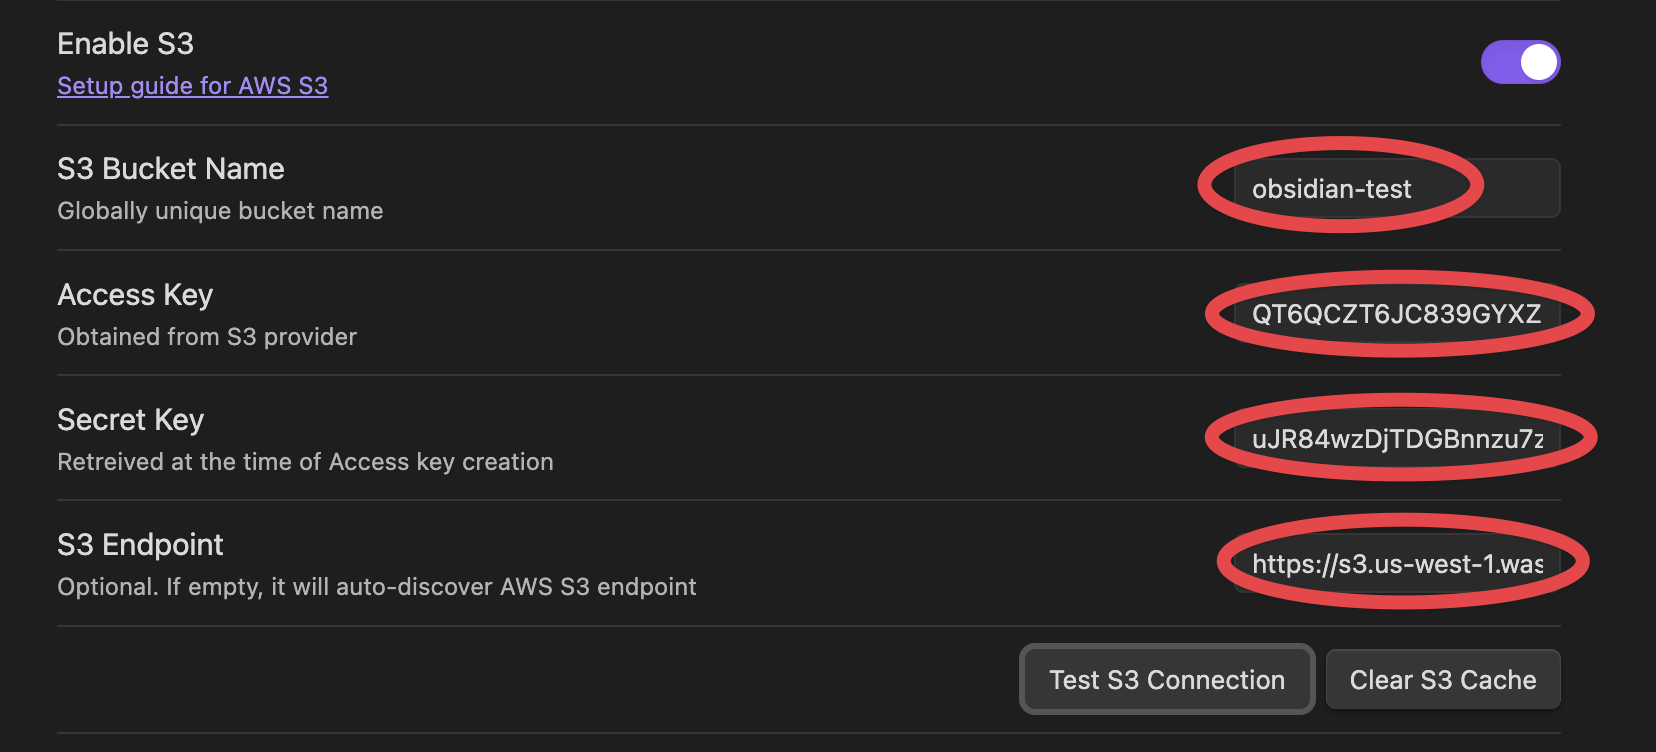 Enable S3
Setup guide for AWS S3
S3 Bucket Name
Globally unique bucket name
obsidian-test
Access Key
Obtained from S3 provider
QT6QCZT6JC839GYXZ
Secret Key
Retreived at the time of Access key creation
uJR84wzDjTDGBnnzu7z
S3 Endpoint
Optional. If empty, it will auto-discover AWS S3 endpoint
https://s3.us-west-1.was
Test S3 Connection
Clear S3 Cache